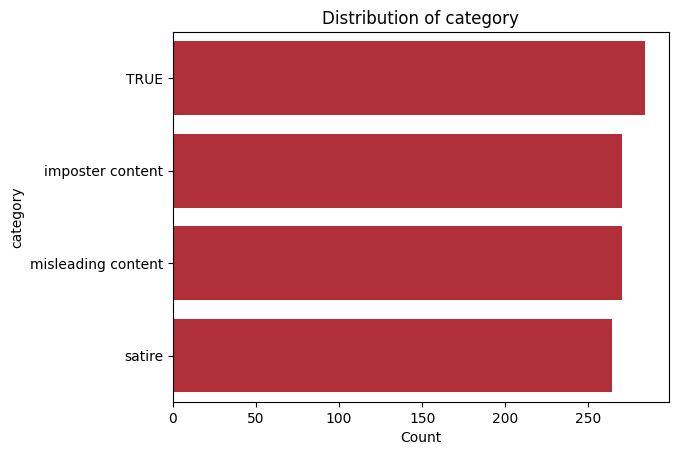 Distribution of category
category
TRUE
imposter content
misleading content
satire
0 50 100 150 200 250
Count